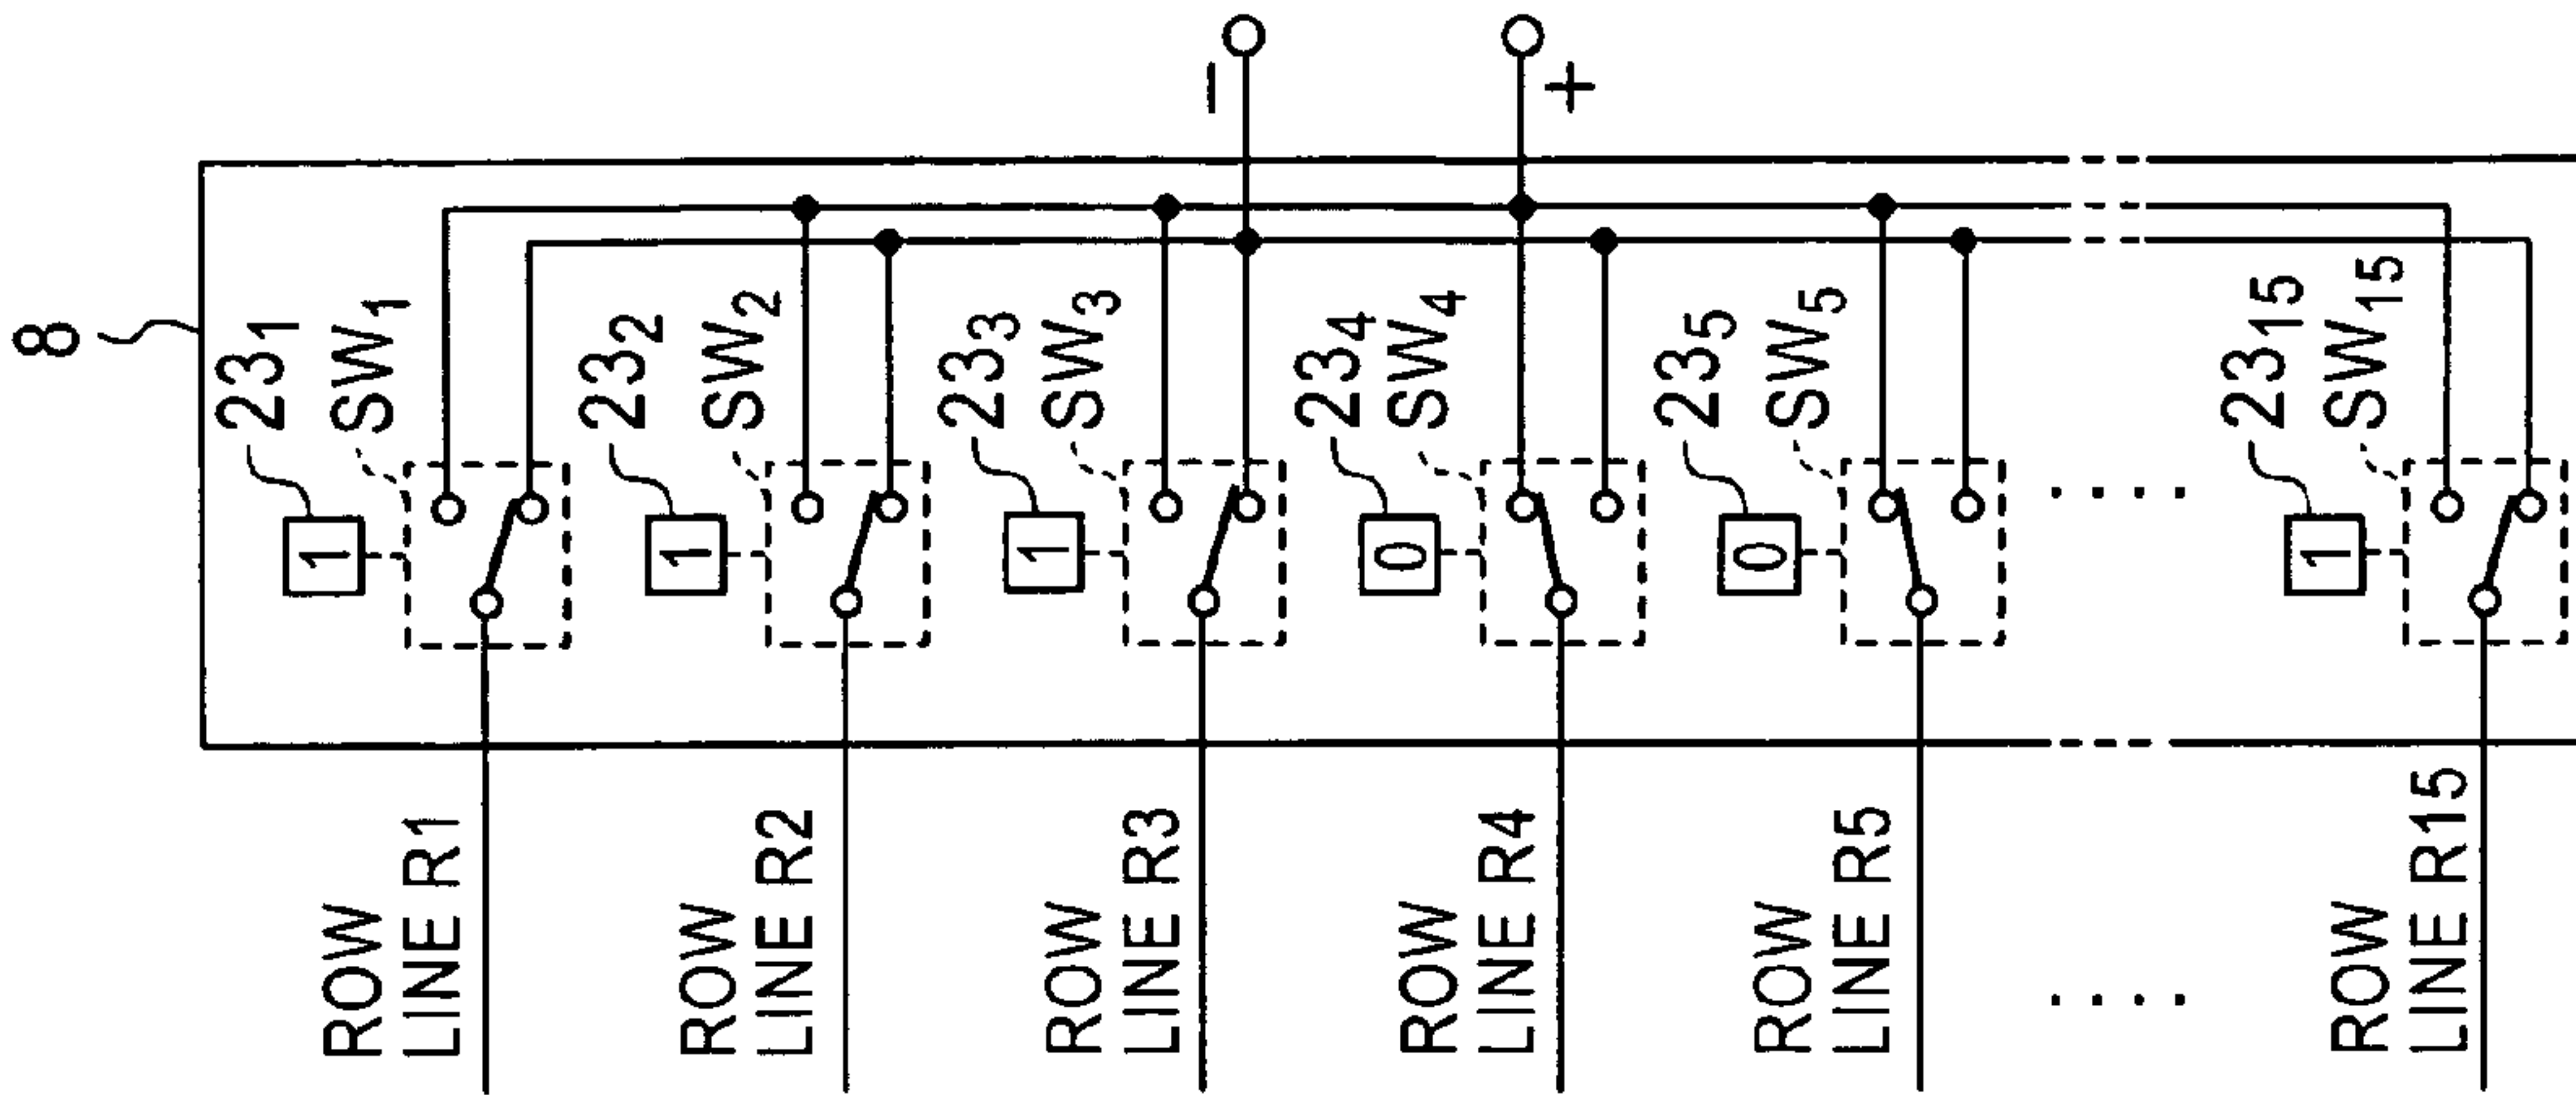 8
23₁
SW₁
1
ROW
LINE R1
23₂
SW₂
1
ROW
LINE R2
23₃
SW₃
1
ROW
LINE R3
23₄
SW₄
0
ROW
LINE R4
23₅
SW₅
0
ROW
LINE R5
· · · ·
· · · ·
23₁₅
SW₁₅
1
ROW
LINE R15
−
+